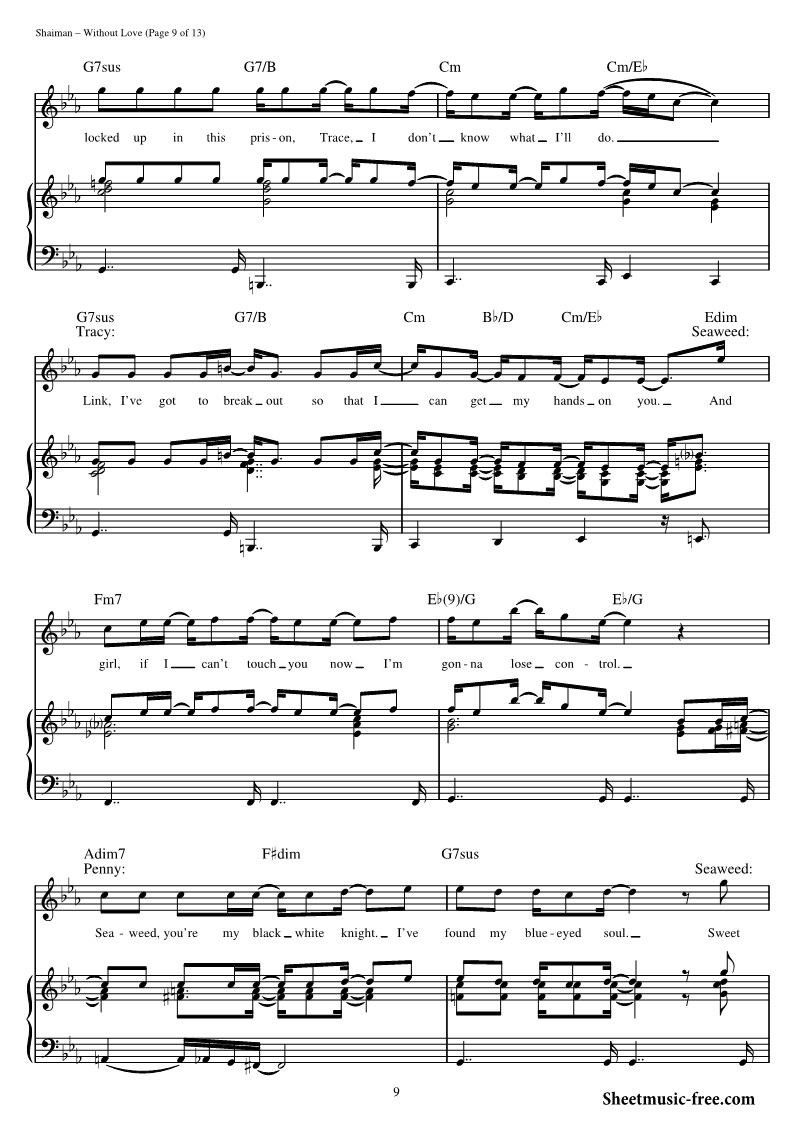 Shaiman – Without Love (Page 9 of 13)
G7sus G7/B Cm Cm/E♭
locked up in this pris - on, Trace, I don't know what I'll do.
G7sus G7/B Cm B♭/D Cm/E♭ Edim
Tracy: Seaweed:
Link, I've got to break out so that I can get my hands on you. And
Fm7 E♭(9)/G E♭/G
girl, if I can't touch you now I'm gon - na lose con - trol.
Adim7 F♯dim G7sus
Penny: Seaweed:
Sea - weed, you're my black white knight. I've found my blue - eyed soul. Sweet
9
Sheetmusic-free.com